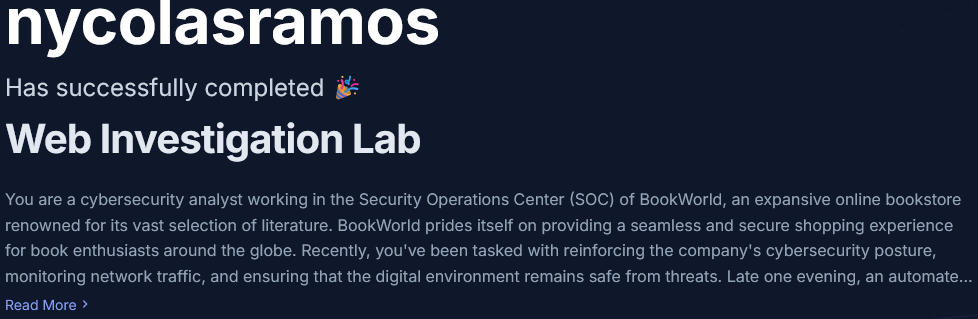 nycolasramos
Has successfully completed 🎉
Web Investigation Lab
You are a cybersecurity analyst working in the Security Operations Center (SOC) of BookWorld, an expansive online bookstore
renowned for its vast selection of literature. BookWorld prides itself on providing a seamless and secure shopping experience
for book enthusiasts around the globe. Recently, you've been tasked with reinforcing the company's cybersecurity posture,
monitoring network traffic, and ensuring that the digital environment remains safe from threats. Late one evening, an automate...
Read More >